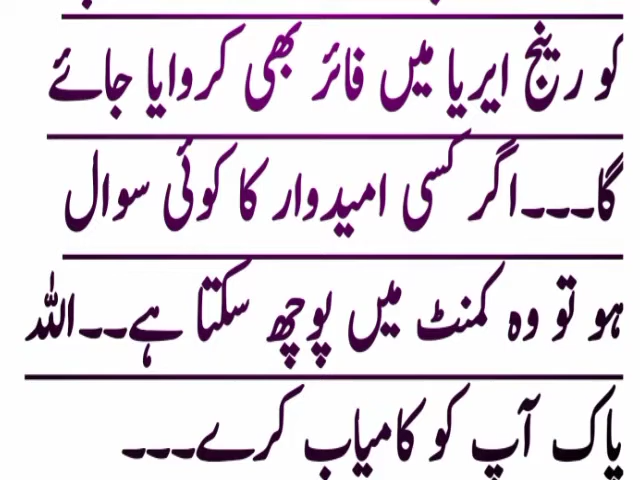 کو رینج ایریا میں فائر بھی کروایا جائے
گا۔۔۔اگر کسی امیدوار کا کوئی سوال
ہو تو وہ کمنٹ میں پوچھ سکتا ہے۔۔اللہ
پاک آپ کو کامیاب کرے۔۔۔